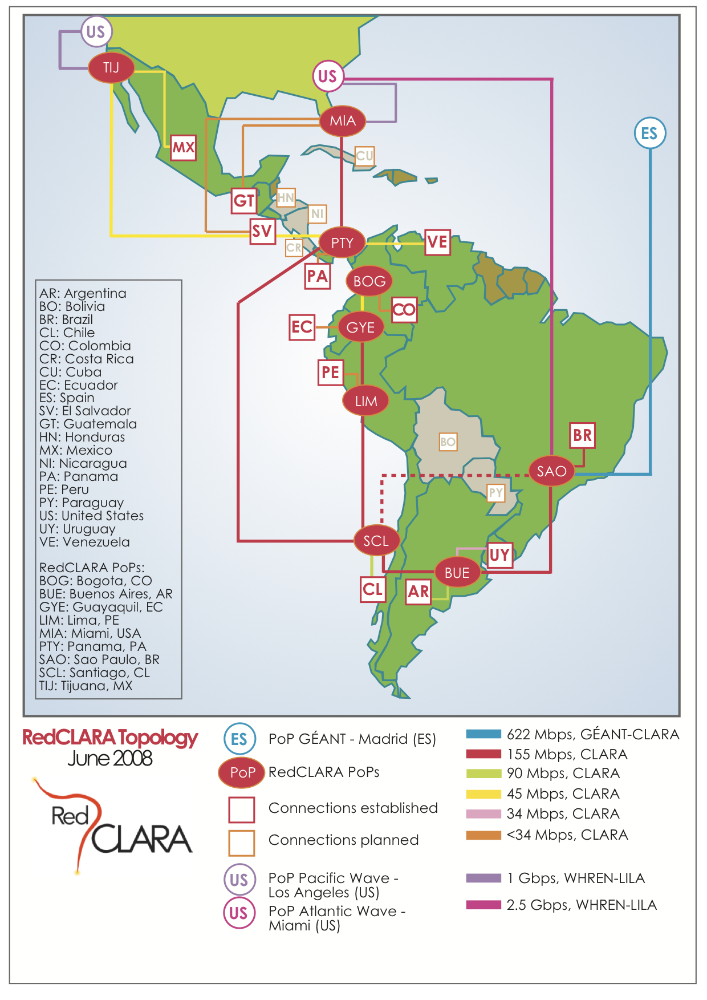 US
TIJ
US
MIA
ES
MX
CU
GT
HN
NI
SV
CR
PTY
VE
PA
BOG
CO
EC
GYE
PE
LIM
BR
BO
SAO
PY
SCL
UY
BUE
CL
AR
AR: Argentina
BO: Bolivia
BR: Brazil
CL: Chile
CO: Colombia
CR: Costa Rica
CU: Cuba
EC: Ecuador
ES: Spain
SV: El Salvador
GT: Guatemala
HN: Honduras
MX: Mexico
NI: Nicaragua
PA: Panama
PE: Peru
PY: Paraguay
US: United States
UY: Uruguay
VE: Venezuela
RedCLARA PoPs:
BOG: Bogota, CO
BUE: Buenos Aires, AR
GYE: Guayaquil, EC
LIM: Lima, PE
MIA: Miami, USA
PTY: Panama, PA
SAO: Sao Paulo, BR
SCL: Santiago, CL
TIJ: Tijuana, MX
RedCLARA Topology
June 2008
Red
CLARA
ES PoP GÉANT - Madrid (ES)
PoP RedCLARA PoPs
Connections established
Connections planned
US PoP Pacific Wave -
Los Angeles (US)
US PoP Atlantic Wave -
Miami (US)
622 Mbps, GÉANT-CLARA
155 Mbps, CLARA
90 Mbps, CLARA
45 Mbps, CLARA
34 Mbps, CLARA
<34 Mbps, CLARA
1 Gbps, WHREN-LILA
2.5 Gbps, WHREN-LILA